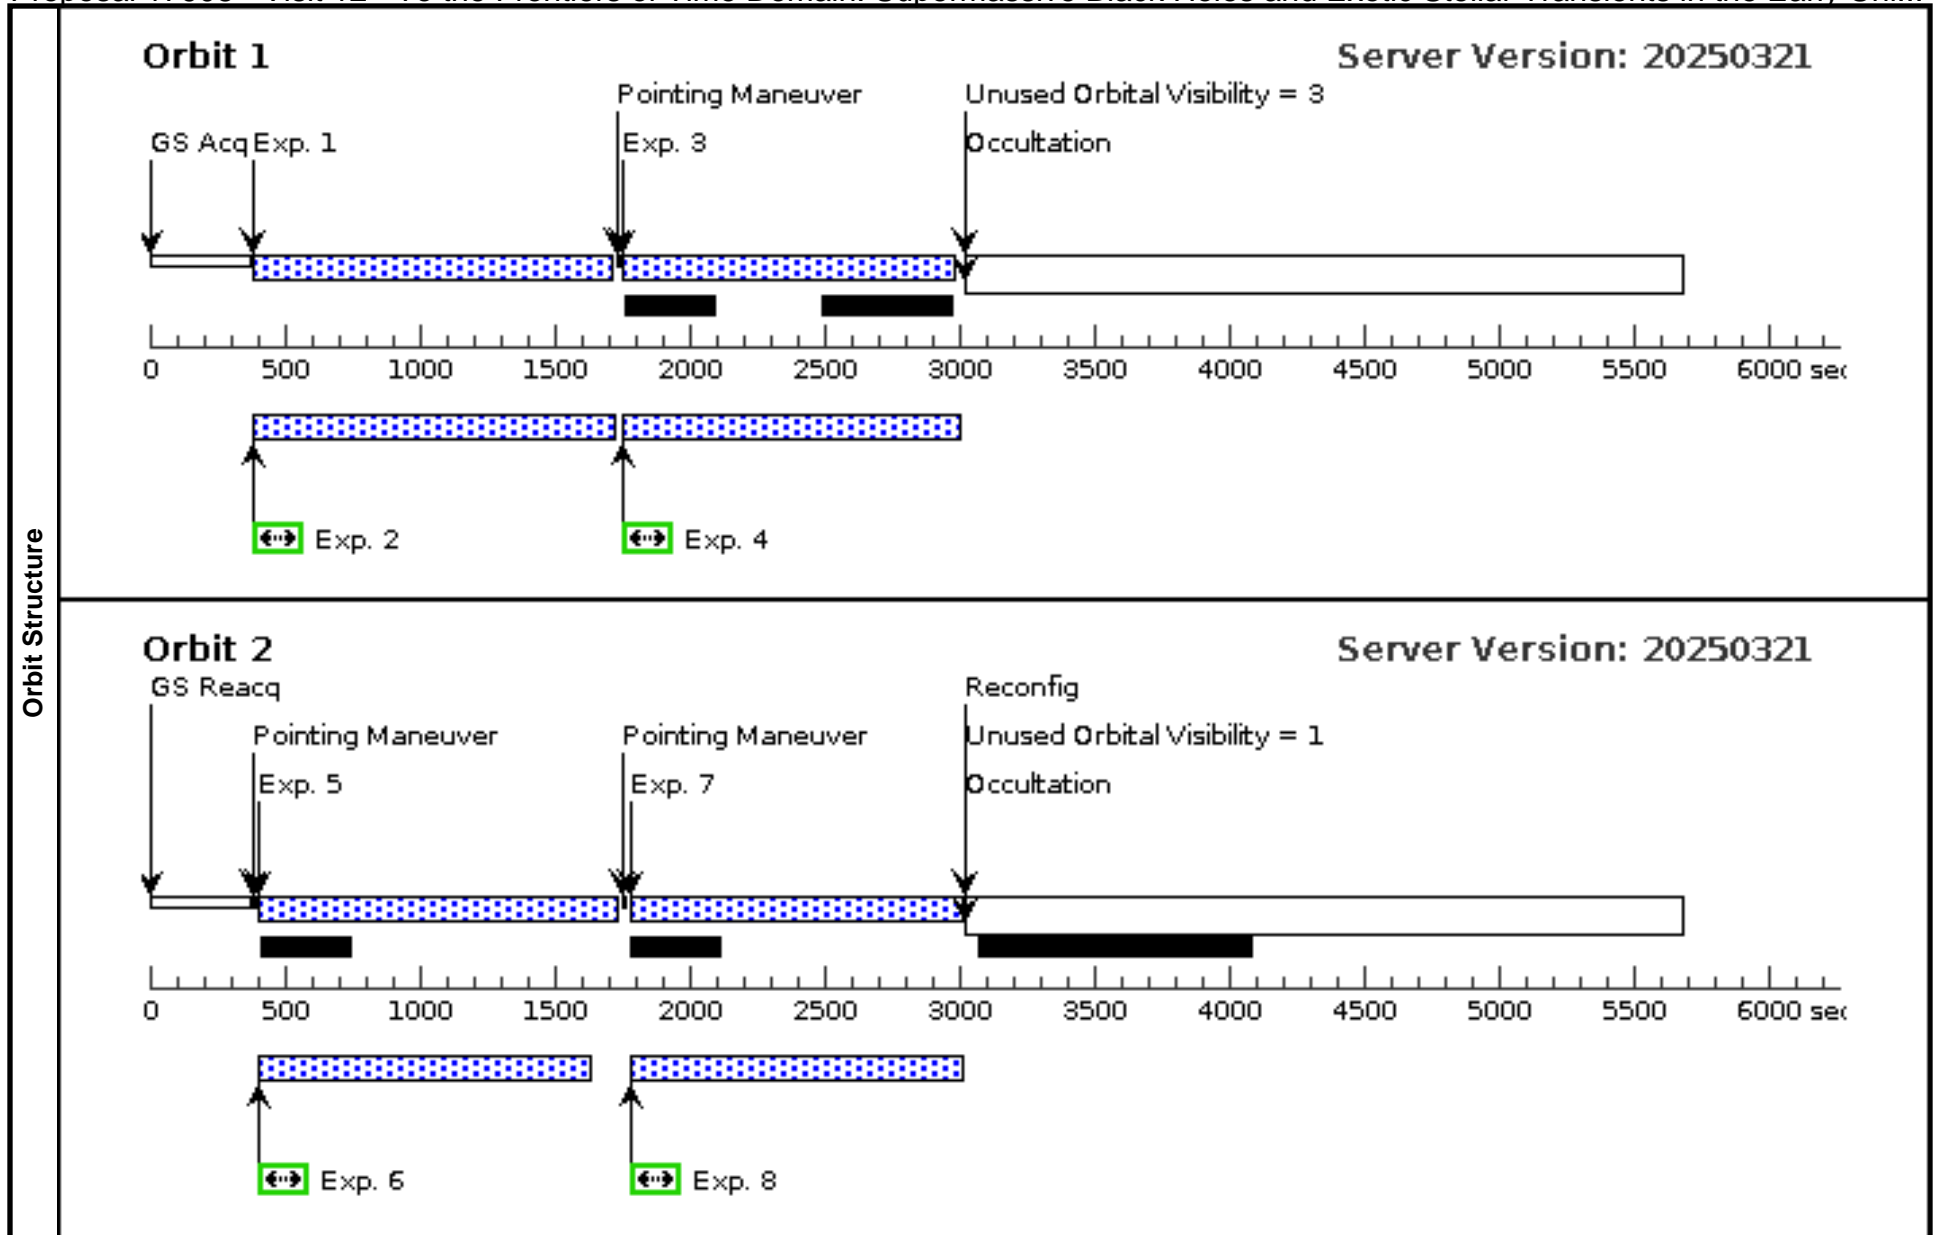 Orbit Structure
Orbit 1
Server Version: 20250321
Pointing Maneuver
Unused Orbital Visibility = 3
GS Acq
Exp. 1
Exp. 3
Occultation
0 500 1000 1500 2000 2500 3000 3500 4000 4500 5000 5500 6000 sec
Exp. 2
Exp. 4
Orbit 2
Server Version: 20250321
GS Reacq
Reconfig
Pointing Maneuver
Pointing Maneuver
Unused Orbital Visibility = 1
Exp. 5
Exp. 7
Occultation
0 500 1000 1500 2000 2500 3000 3500 4000 4500 5000 5500 6000 sec
Exp. 6
Exp. 8